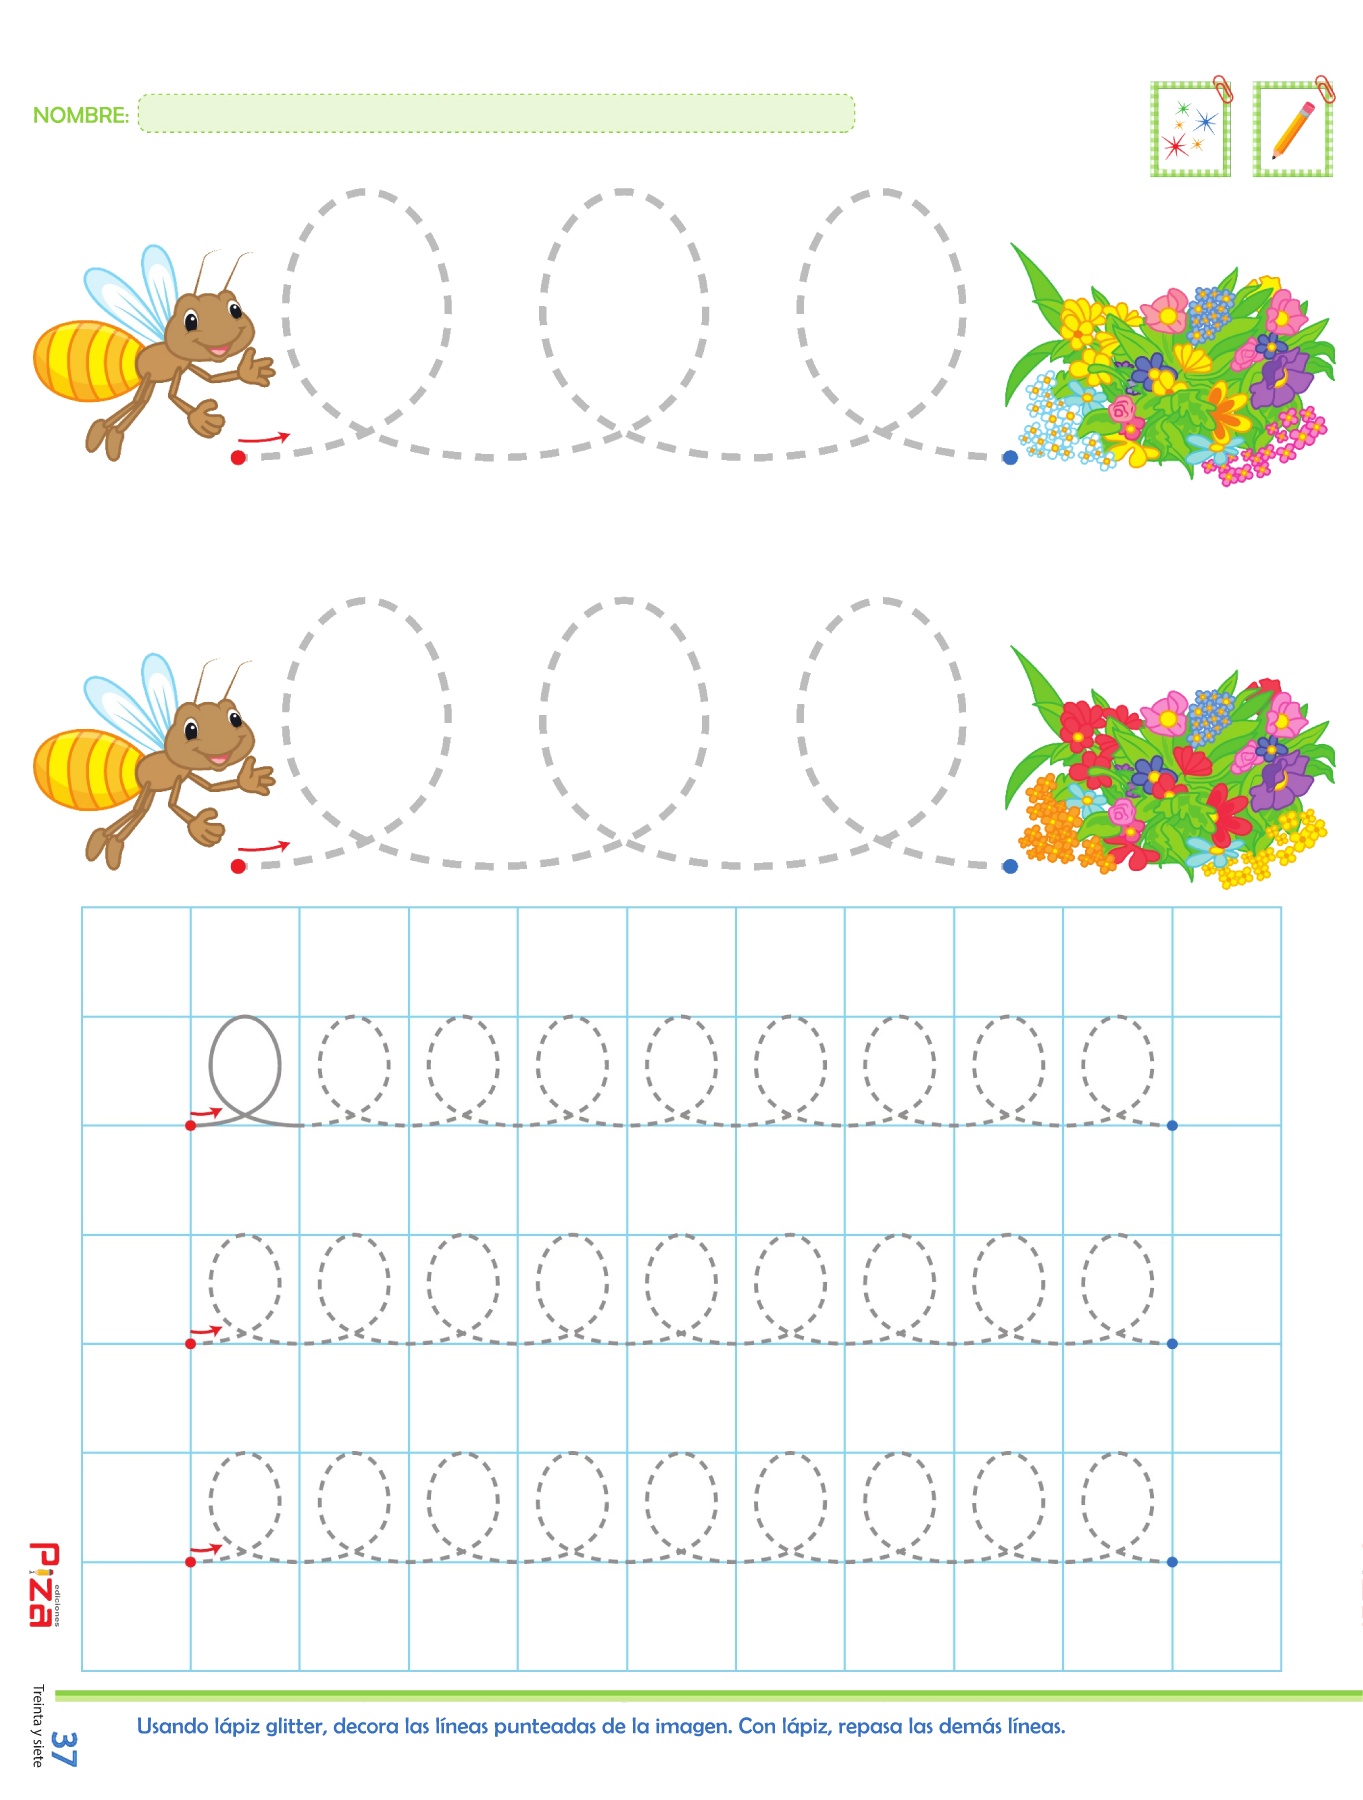 NOMBRE:
Piza
ediciones
Treinta y siete
37
Usando lápiz glitter, decora las líneas punteadas de la imagen. Con lápiz, repasa las demás líneas.